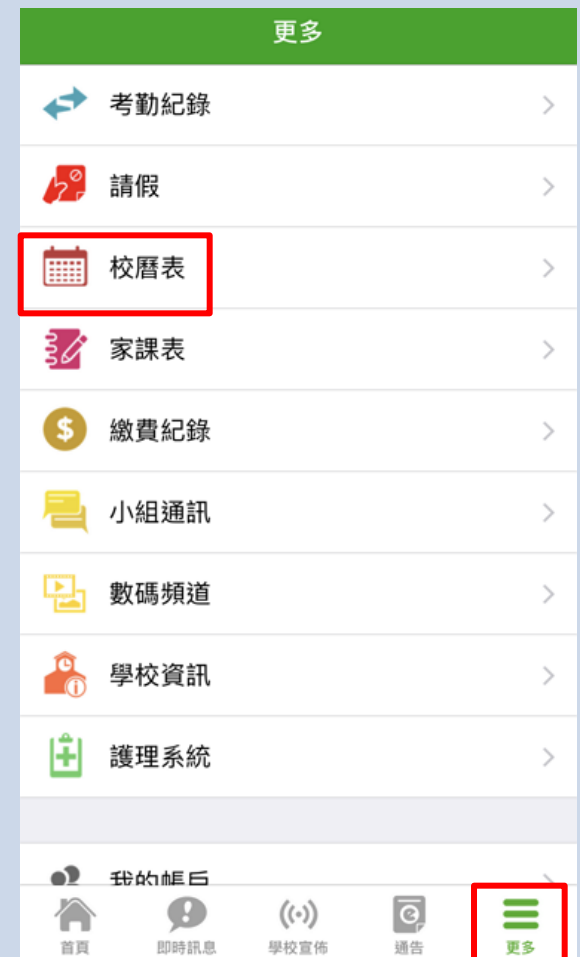 更多
考勤紀錄
請假
校曆表
家課表
繳費紀錄
小組通訊
數碼頻道
學校資訊
護理系統
我的帳戶
首頁
即時訊息
學校宣佈
通告
更多